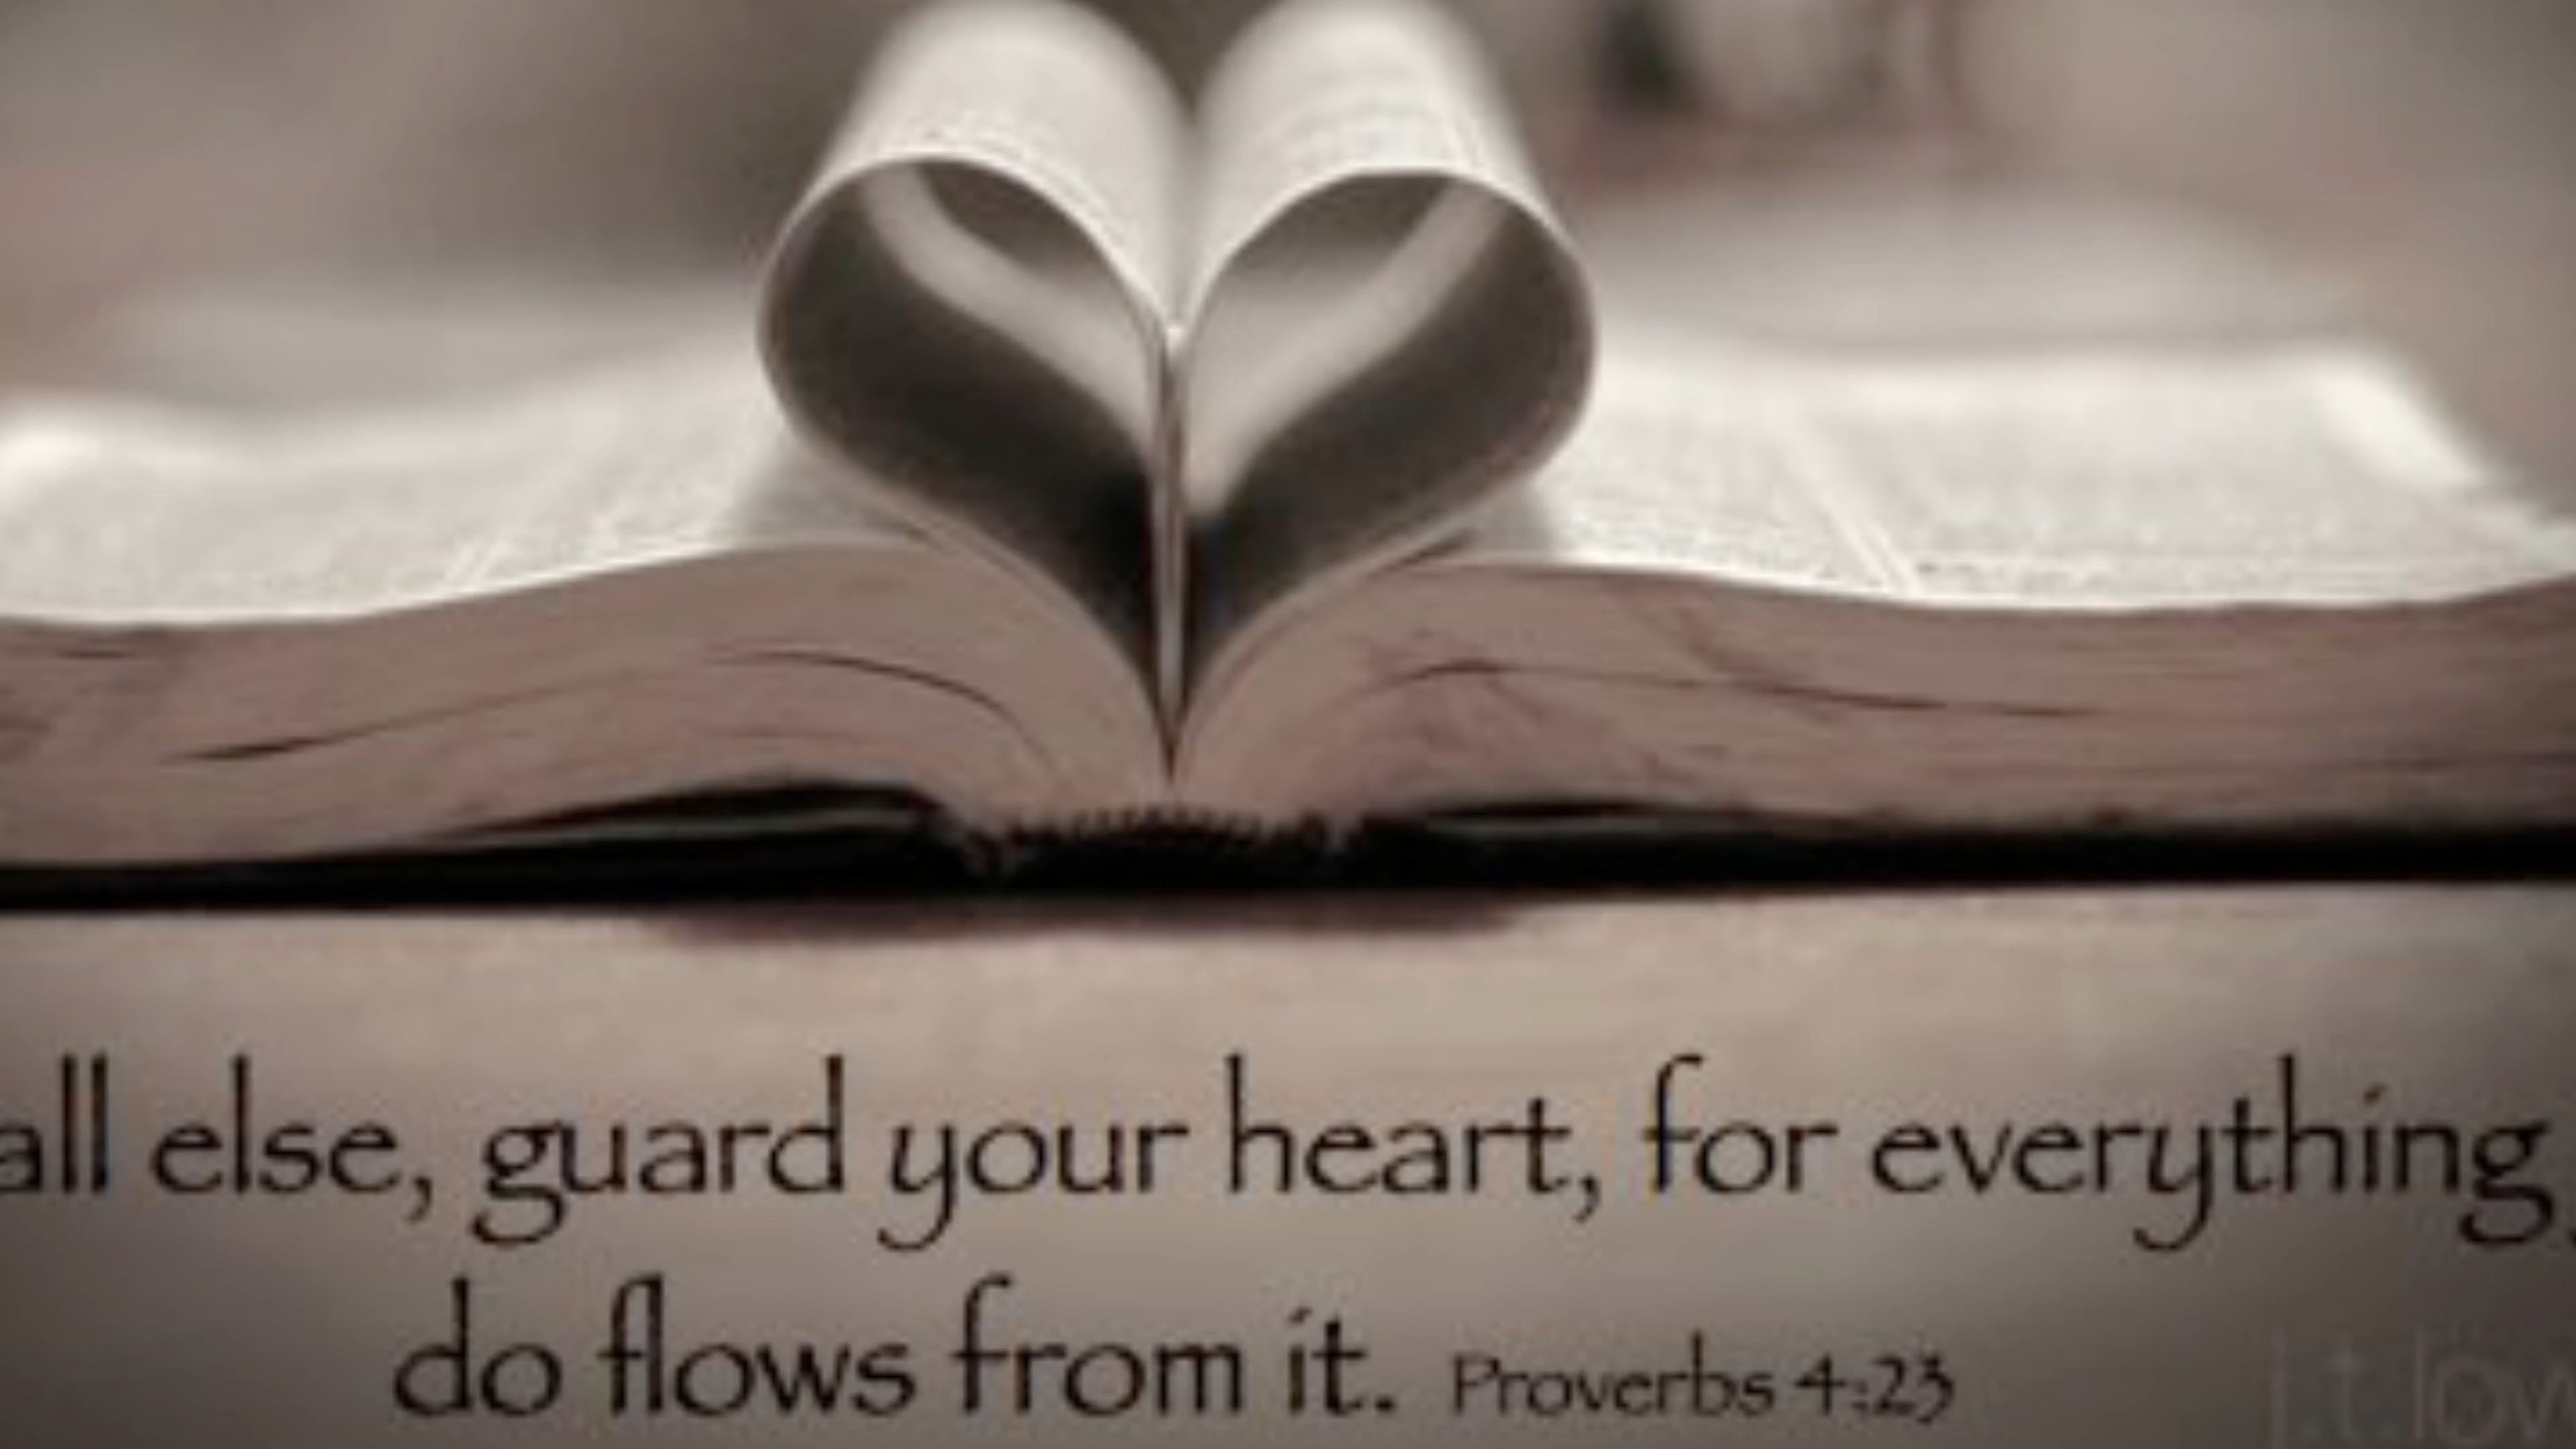 all else, guard your heart, for everything
do flows from it. Proverbs 4:23